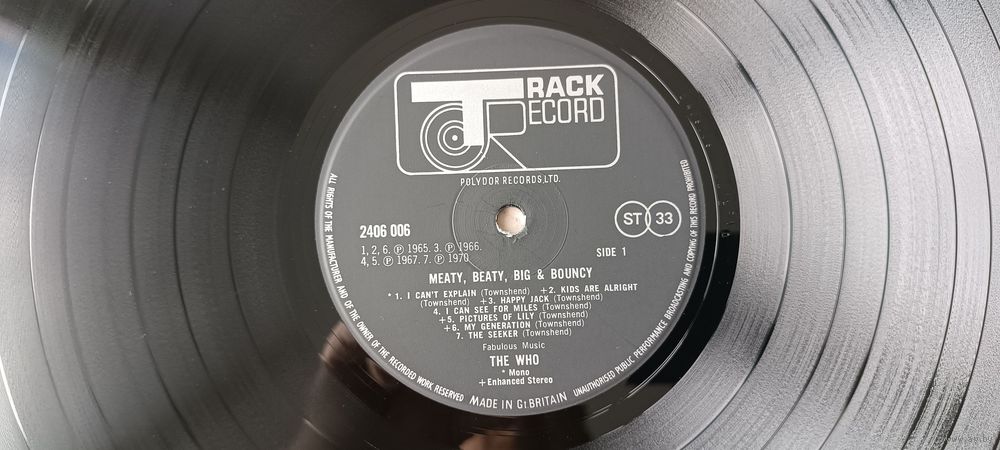 TRACK
RECORD
POLYDOR RECORDS,LTD.
2406 006
ST 33
1, 2, 6. Ⓟ 1965. 3. Ⓟ 1966.
4, 5. Ⓟ 1967. 7. Ⓟ 1970
SIDE 1
MEATY, BEATY, BIG & BOUNCY
* 1. I CAN'T EXPLAIN (Townshend) +2. KIDS ARE ALRIGHT
(Townshend) +3. HAPPY JACK (Townshend)
4. I CAN SEE FOR MILES (Townshend)
+5. PICTURES OF LILY (Townshend)
+6. MY GENERATION (Townshend)
7. THE SEEKER (Townshend)
Fabulous Music
THE WHO
* Mono
+Enhanced Stereo
ALL RIGHTS OF THE MANUFACTURER AND OF THE OWNER OF THE RECORDED WORK RESERVED
MADE IN Gt BRITAIN
UNAUTHORISED PUBLIC PERFORMANCE BROADCASTING AND COPYING OF THIS RECORD PROHIBITED